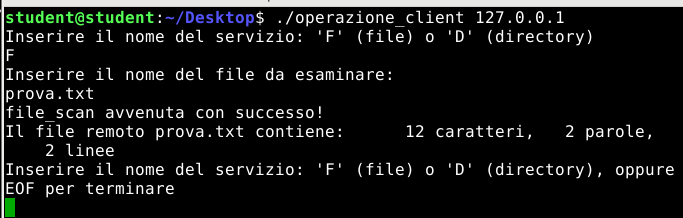 student@student:~/Desktop$ ./operazione_client 127.0.0.1
Inserire il nome del servizio: 'F' (file) o 'D' (directory)
F
Inserire il nome del file da esaminare:
prova.txt
file_scan avvenuta con successo!
Il file remoto prova.txt contiene:      12 caratteri,   2 parole,
    2 linee
Inserire il nome del servizio: 'F' (file) o 'D' (directory), oppure
EOF per terminare